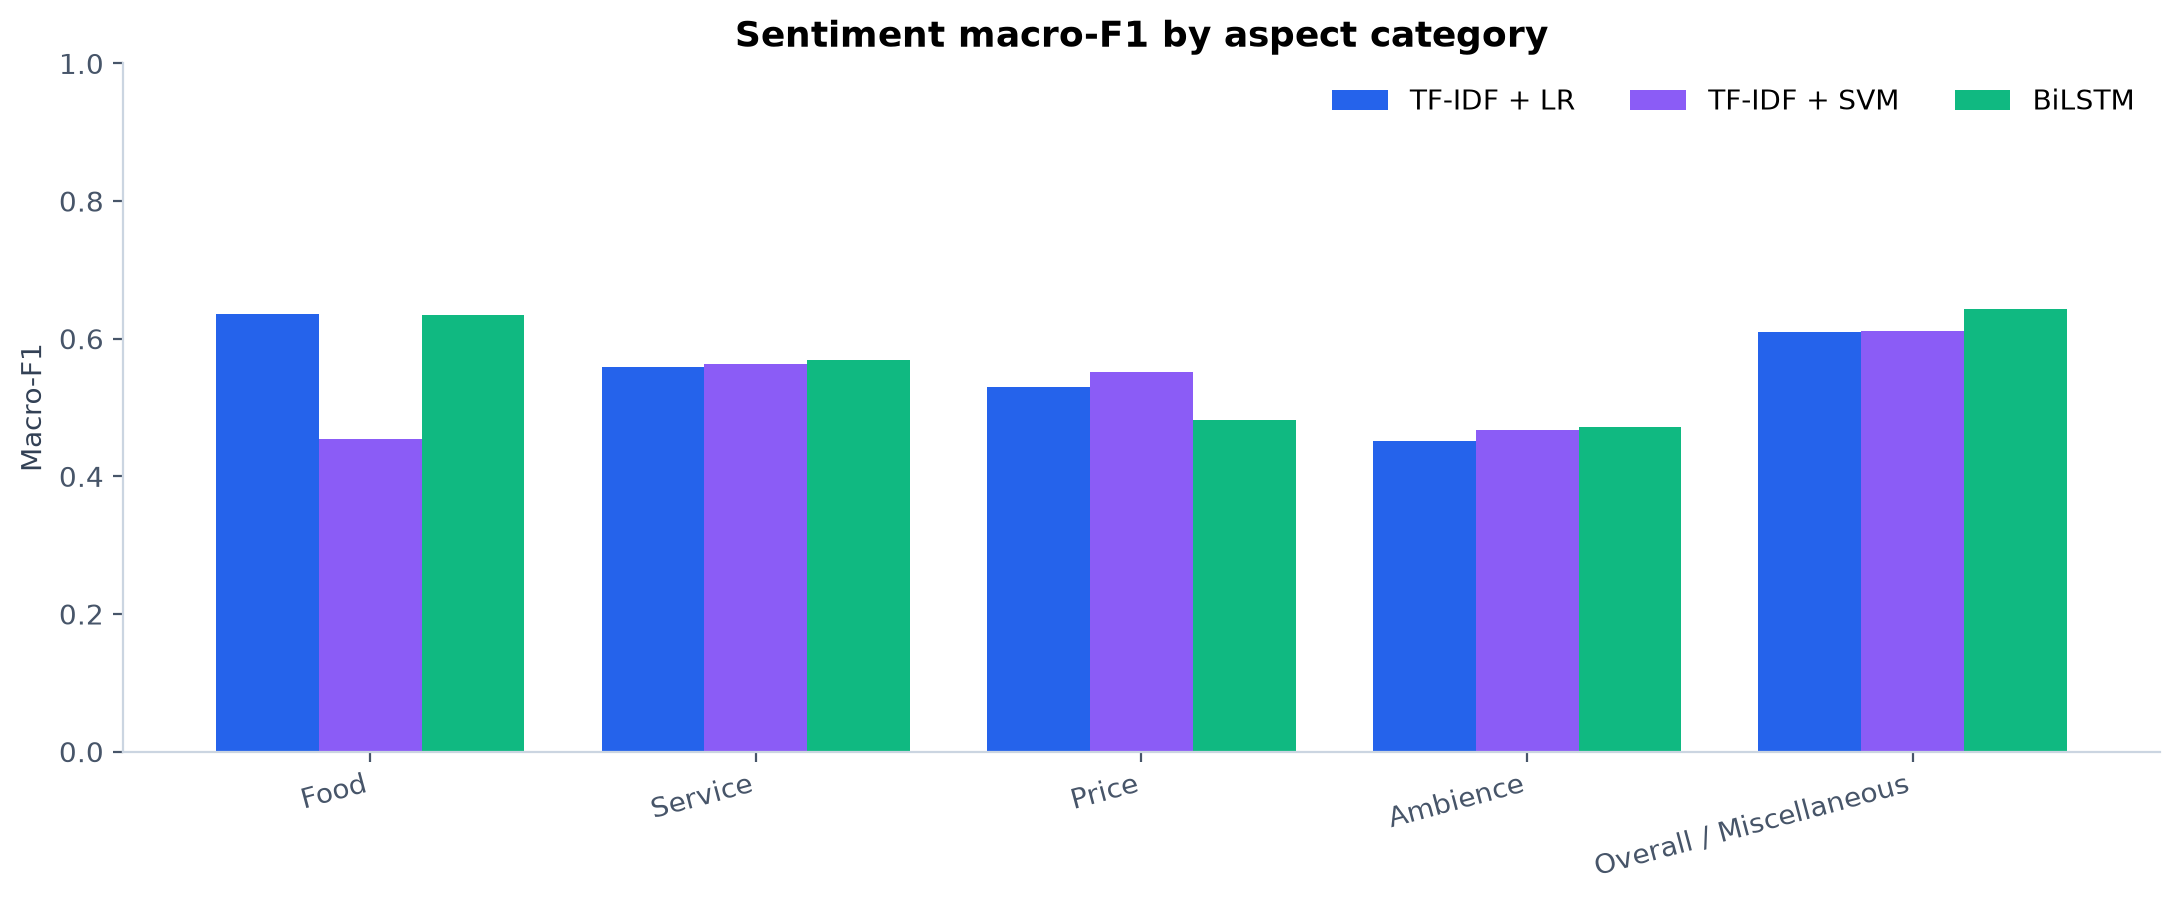 Sentiment macro-F1 by aspect category
TF-IDF + LR TF-IDF + SVM BiLSTM
Macro-F1
1.0
0.8
0.6
0.4
0.2
0.0
Food
Service
Price
Ambience
Overall / Miscellaneous